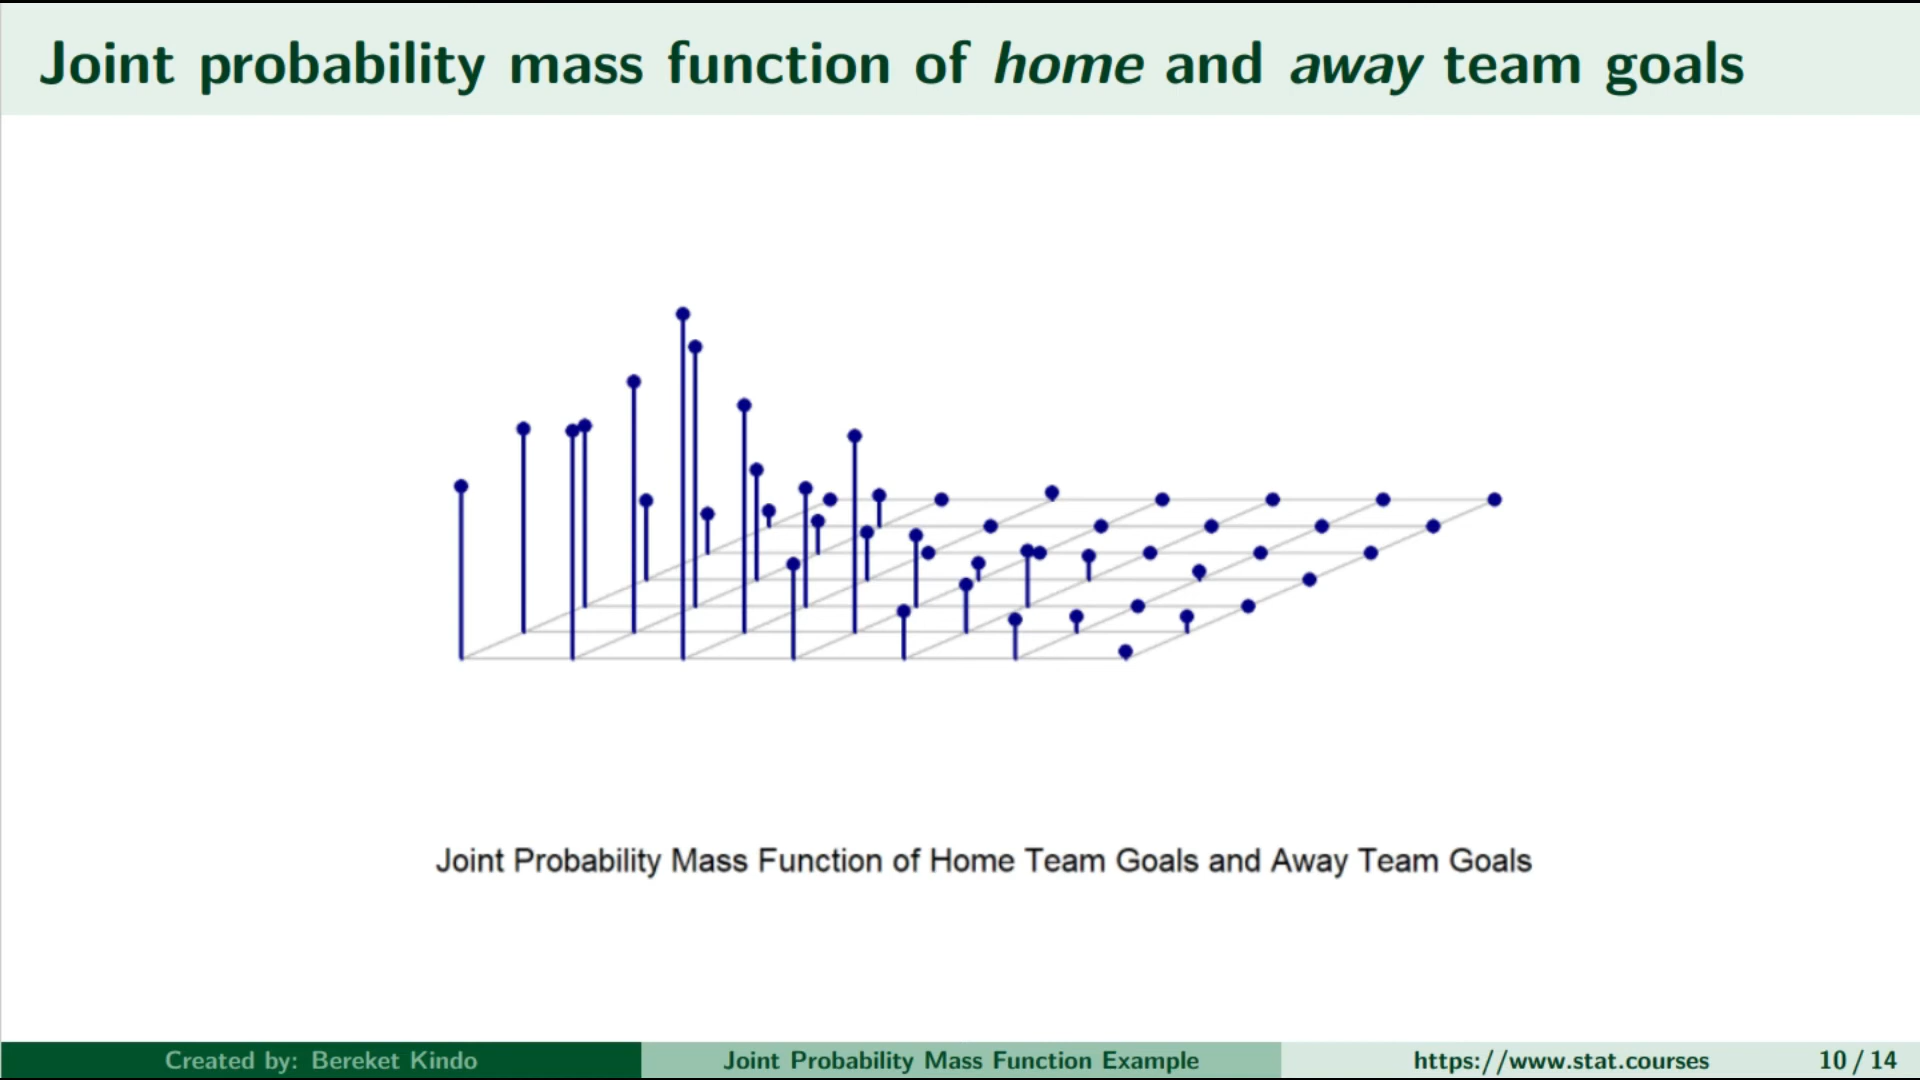 Joint probability mass function of home and away team goals
Joint Probability Mass Function of Home Team Goals and Away Team Goals
Created by: Bereket Kindo
Joint Probability Mass Function Example
https://www.stat.courses
10 / 14